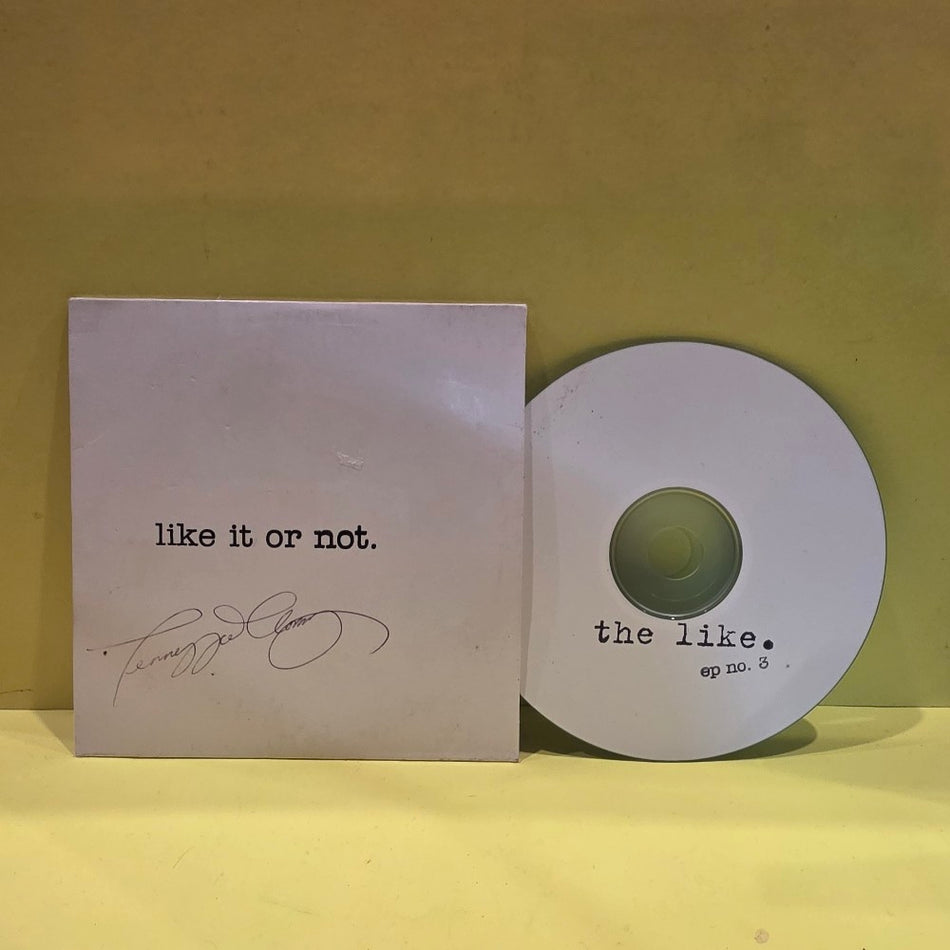 like it or not.
the like.
ep no. 3